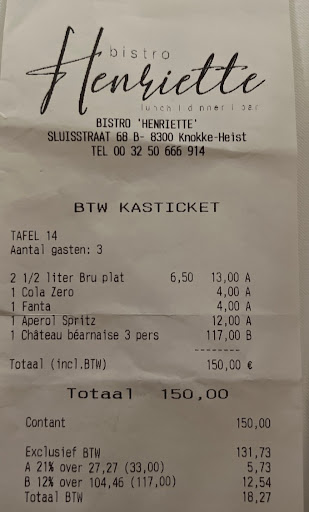 bistro
Henriette
lunch | dinner | bar
BISTRO 'HENRIETTE'
SLUISSTRAAT 68 B- 8300 Knokke-Heist
TEL 00 32 50 666 914
BTW KASTICKET
TAFEL 14
Aantal gasten: 3
2 1/2 liter Bru plat 6,50 13,00 A
1 Cola Zero 4,00 A
1 Fanta 4,00 A
1 Aperol Spritz 12,00 A
1 Château béarnaise 3 pers 117,00 B
--------
Totaal (incl.BTW) 150,00 €
Totaal 150,00
Contant 150,00
Exclusief BTW 131,73
A 21% over 27,27 (33,00) 5,73
B 12% over 104,46 (117,00) 12,54
Totaal BTW 18,27